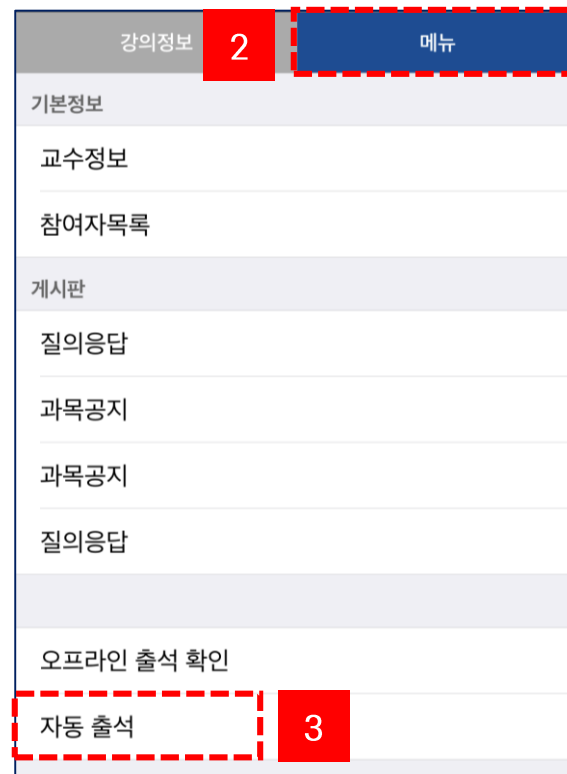 강의정보 2 메뉴
기본정보
교수정보
참여자목록
게시판
질의응답
과목공지
과목공지
질의응답
오프라인 출석 확인
자동 출석 3